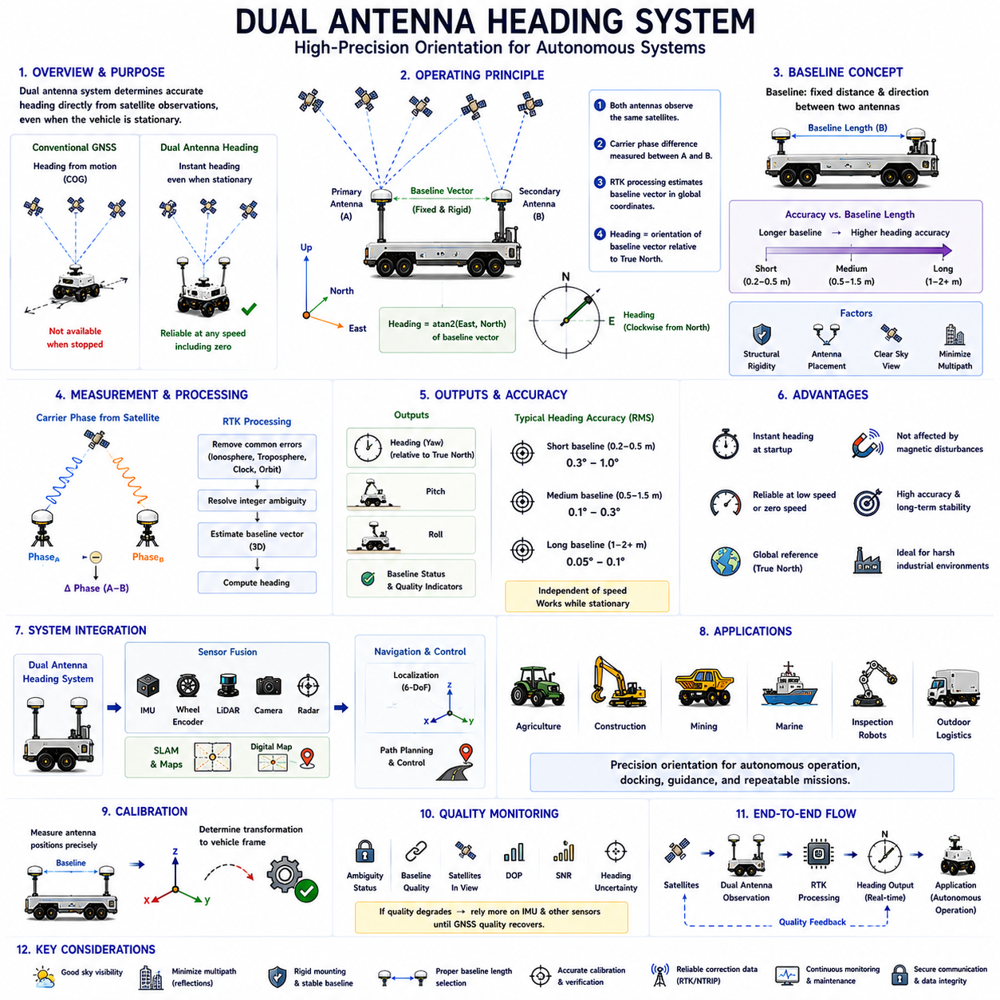 DUAL ANTENNA HEADING SYSTEM
High-Precision Orientation for Autonomous Systems
1. OVERVIEW & PURPOSE
Dual antenna system determines accurate
heading directly from satellite observations,
even when the vehicle is stationary.
Conventional GNSS
Heading from motion
(COG)
Not available
when stopped
Dual Antenna Heading
Instant heading
even when stationary
Reliable at any speed
including zero
2. OPERATING PRINCIPLE
Primary
Antenna
(A)
Baseline Vector
(Fixed & Rigid)
Secondary
Antenna
(B)
Up
North
East
Heading = atan2(East, North)
of baseline vector
N
E
Heading
(Clockwise from North)
1 Both antennas observe
the same satellites.
2 Carrier phase difference
measured between A and B.
3 RTK processing estimates
baseline vector in global
coordinates.
4 Heading = orientation of
baseline vector relative
to True North.
3. BASELINE CONCEPT
Baseline: fixed distance & direction
between two antennas
Baseline Length (B)
Accuracy vs. Baseline Length
Longer baseline → Higher heading accuracy
Short
(0.2–0.5 m)
Medium
(0.5–1.5 m)
Long
(1–2+ m)
Factors
Structural
Rigidity
Antenna
Placement
Clear Sky
View
Minimize
Multipath
4. MEASUREMENT & PROCESSING
Carrier Phase from Satellite
PhaseA
PhaseB
−
Δ Phase (A–B)
RTK Processing
Remove common errors
(Ionosphere, Troposphere,
Clock, Orbit)
Resolve integer ambiguity
Estimate baseline vector
(3D)
Compute heading
5. OUTPUTS & ACCURACY
Outputs
Heading (Yaw)
(relative to True North)
Pitch
Roll
Baseline Status
& Quality Indicators
Typical Heading Accuracy (RMS)
Short baseline (0.2–0.5 m)
0.3° – 1.0°
Medium baseline (0.5–1.5 m)
0.1° – 0.3°
Long baseline (1–2+ m)
0.05° – 0.1°
Independent of speed
Works while stationary
6. ADVANTAGES
Instant heading
at startup
Not affected by
magnetic disturbances
Reliable at low speed
or zero speed
High accuracy &
long-term stability
Global reference
(True North)
Ideal for harsh
industrial environments
7. SYSTEM INTEGRATION
Dual Antenna
Heading System
Sensor Fusion
IMU
Wheel
Encoder
LiDAR
Camera
Radar
SLAM
& Maps
Digital Map
Navigation & Control
Localization
(6-DoF)
z
x
y
Path Planning
& Control
8. APPLICATIONS
Agriculture
Construction
Mining
Marine
Inspection
Robots
Outdoor
Logistics
Precision orientation for autonomous operation,
docking, guidance, and repeatable missions.
9. CALIBRATION
Measure antenna
positions precisely
Baseline
z
x
y
Determine transformation
to vehicle frame
10. QUALITY MONITORING
Ambiguity
Status
Baseline
Quality
Satellites
In View
DOP
SNR
Heading
Uncertainty
If quality degrades → rely more on IMU & other sensors
until GNSS quality recovers.
11. END-TO-END FLOW
Satellites
Dual Antenna
Observation
RTK
Processing
N
Heading Output
(Real-time)
Application
(Autonomous
Operation)
Quality Feedback
12. KEY CONSIDERATIONS
Good sky visibility
Minimize multipath
(reflections)
Rigid mounting
& stable baseline
Proper baseline length
selection
Accurate calibration
& verification
Reliable correction data
(RTK/NTRIP)
Continuous monitoring
& maintenance
Secure communication
& data integrity